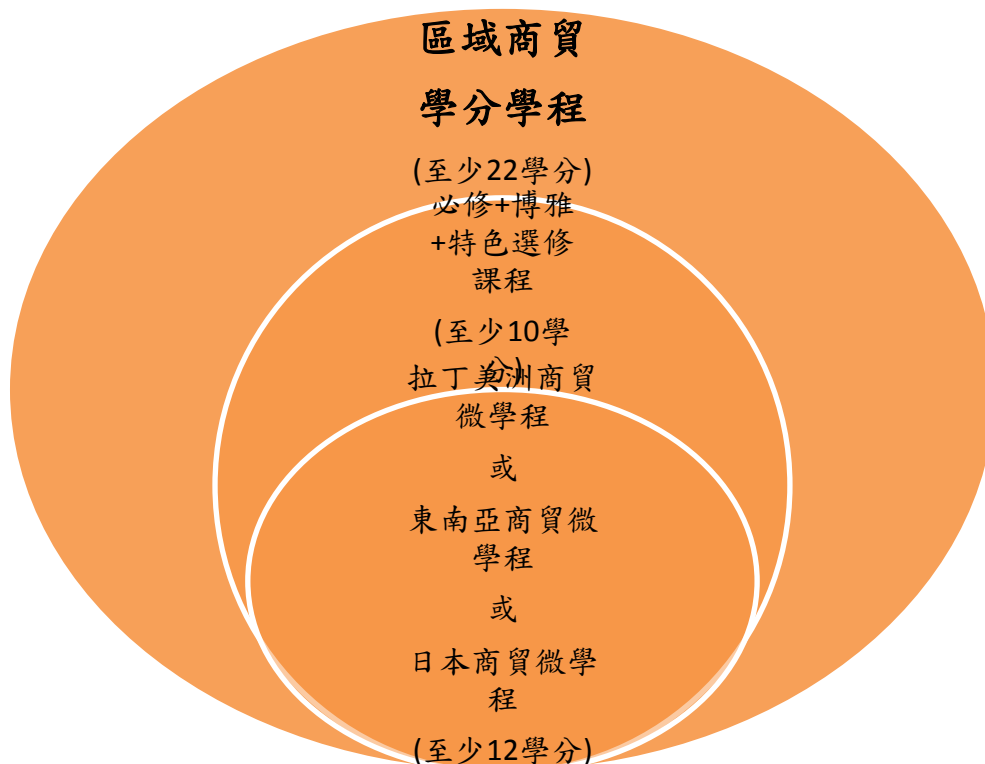 區域商貿
學分學程
(至少22學分)
必修+博雅
+特色選修
課程
(至少10學
分)
拉丁美洲商貿
微學程
或
東南亞商貿微
學程
或
日本商貿微學
程
(至少12學分)